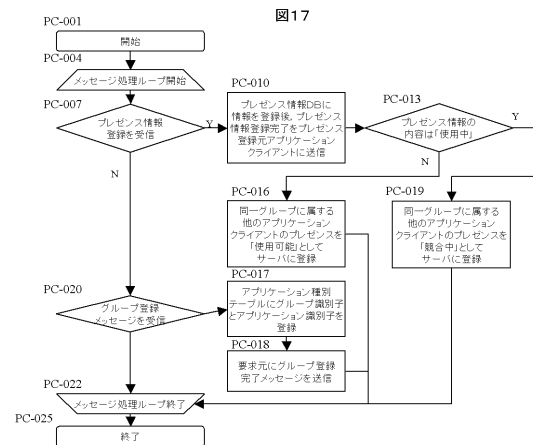 図17
PC-001
開始
PC-004
メッセージ処理ループ開始
PC-007
プレゼンス情報
登録を受信
Y
N
PC-010
プレゼンス情報DBに
情報を登録後，プレゼンス
情報登録完了をプレゼンス
登録元アプリケーション
クライアントに送信
PC-013
プレゼンス情報の
内容は「使用中」
Y
N
PC-016
同一グループに属する
他のアプリケーション
クライアントのプレゼンスを
「使用可能」として
サーバに登録
PC-019
同一グループに属する
他のアプリケーション
クライアントのプレゼンスを
「競合中」として
サーバに登録
PC-020
グループ登録
メッセージを受信
PC-017
アプリケーション種別
テーブルにグループ識別子
とアプリケーション識別子を
登録
PC-018
要求元にグループ登録
完了メッセージを送信
PC-022
メッセージ処理ループ終了
PC-025
終了